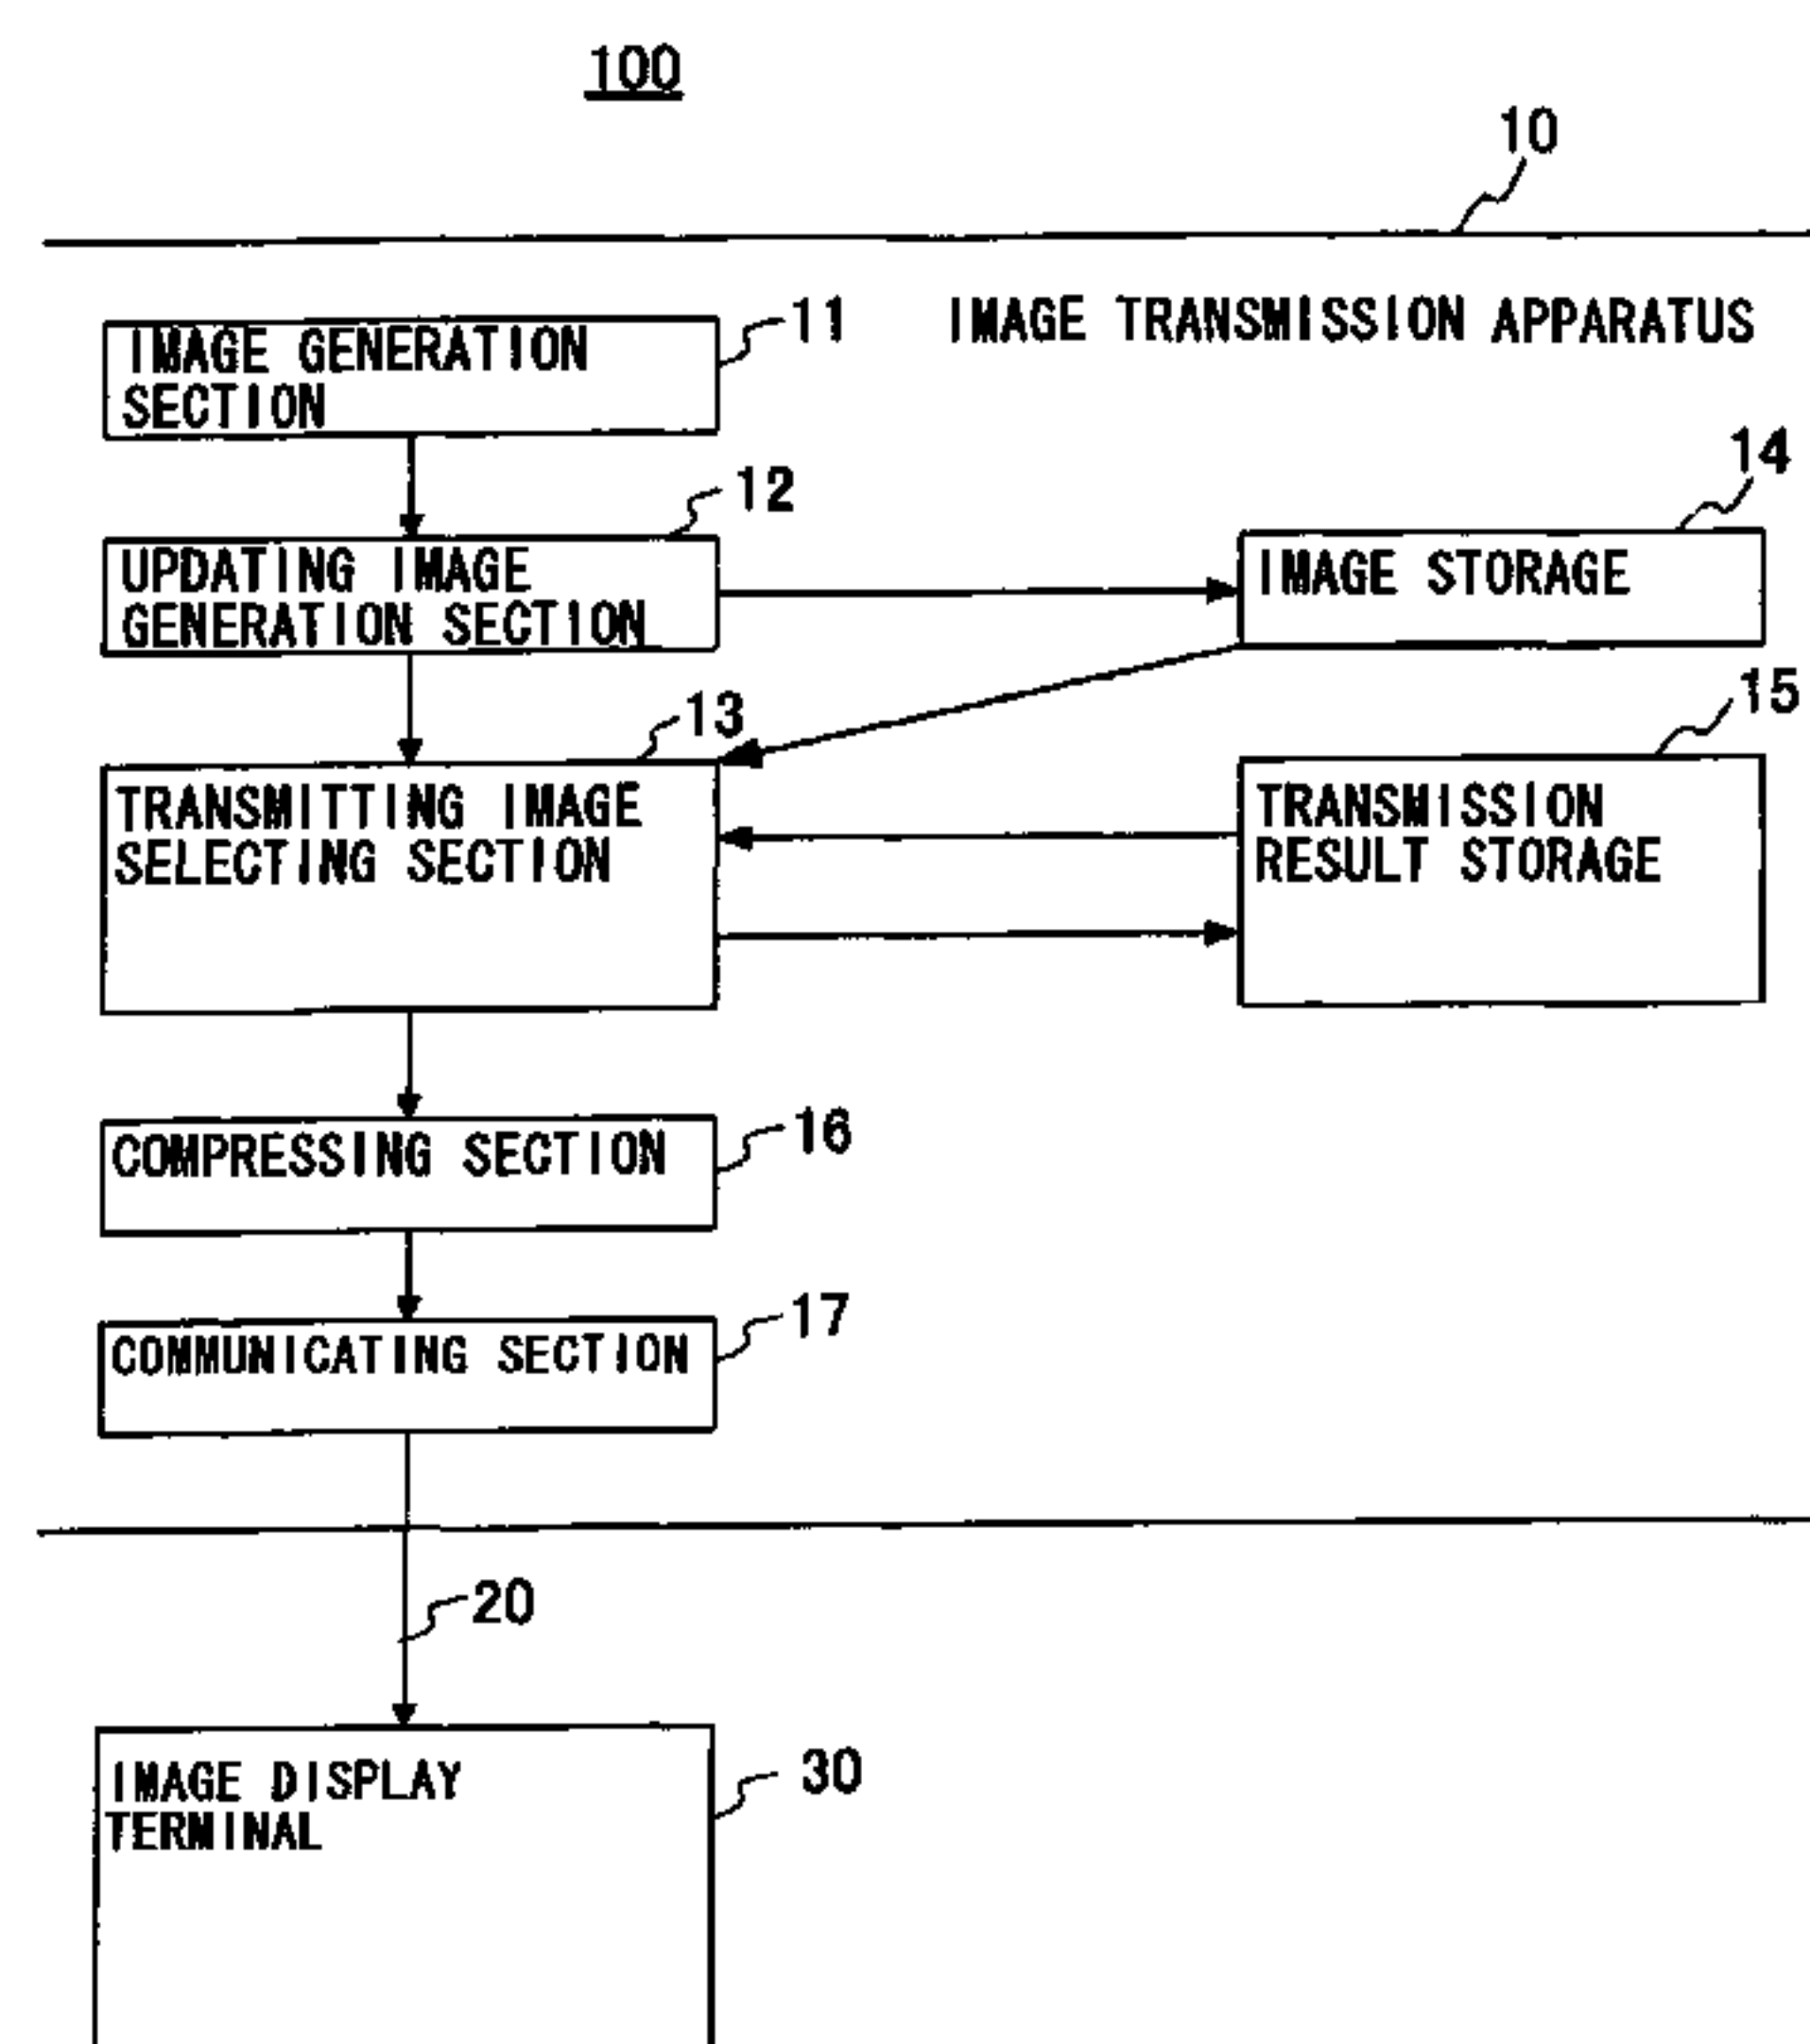 100
10
IMAGE TRANSMISSION APPARATUS
11
IMAGE GENERATION
SECTION
12
UPDATING IMAGE
GENERATION SECTION
14
IMAGE STORAGE
13
TRANSMITTING IMAGE
SELECTING SECTION
15
TRANSMISSION
RESULT STORAGE
16
COMPRESSING SECTION
17
COMMUNICATING SECTION
20
30
IMAGE DISPLAY
TERMINAL